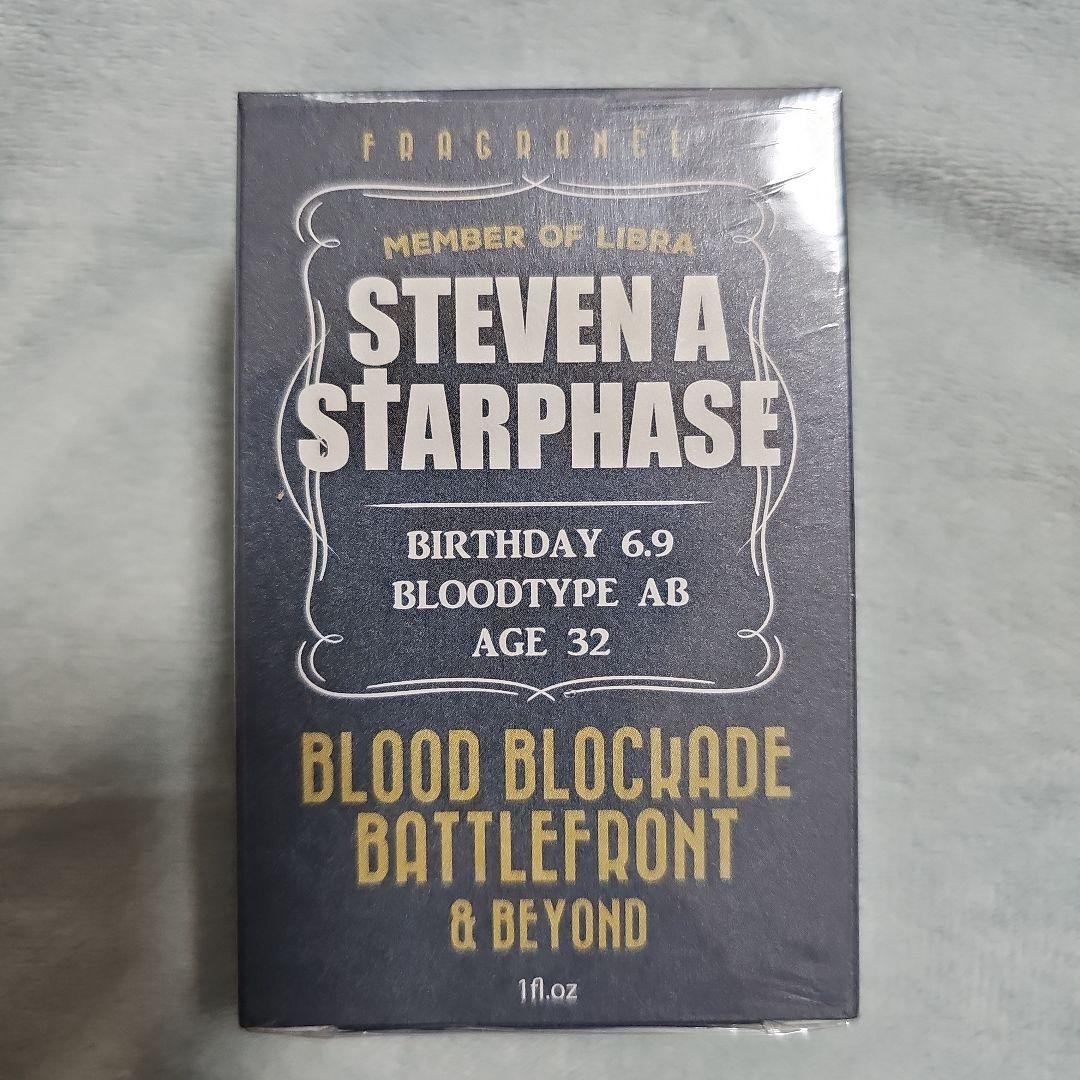 FRAGRANCE
MEMBER OF LIBRA
STEVEN A
STARPHASE
BIRTHDAY 6.9
BLOODTYPE AB
AGE 32
BLOOD BLOCKADE
BATTLEFRONT
& BEYOND
1fl.oz